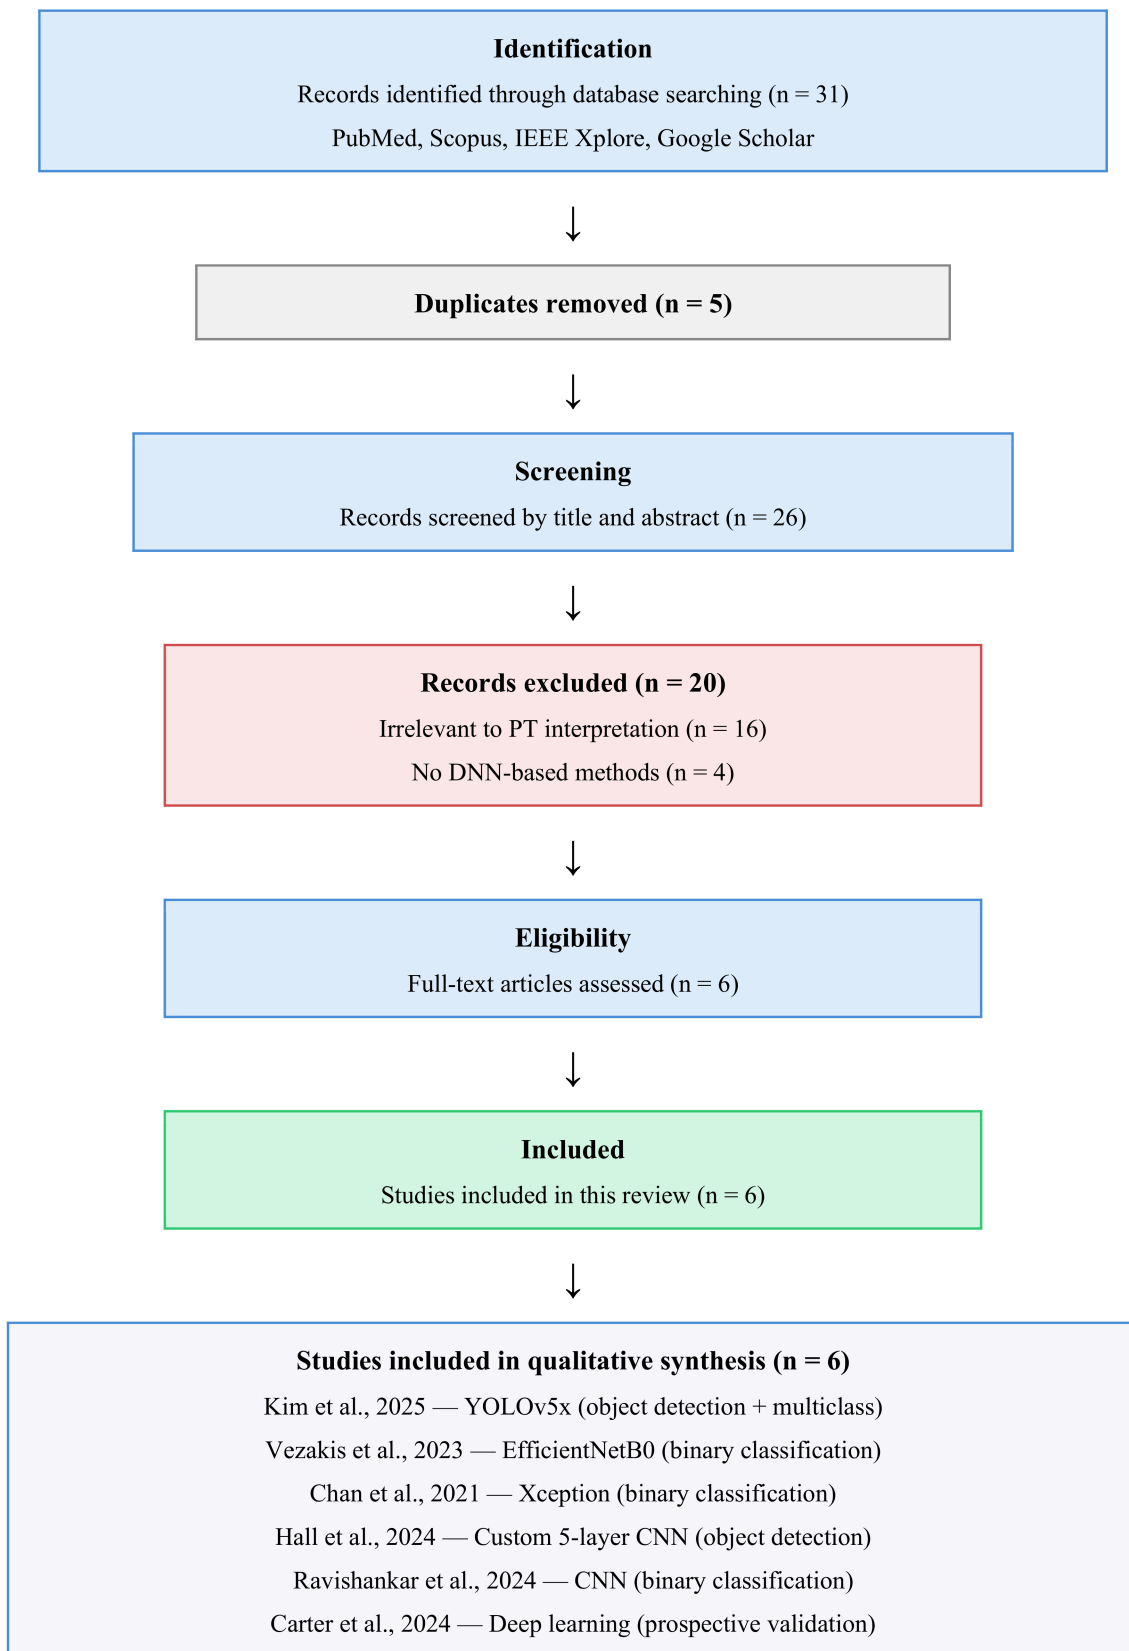 Identification
Records identified through database searching (n = 31)
PubMed, Scopus, IEEE Xplore, Google Scholar
↓
Duplicates removed (n = 5)
↓
Screening
Records screened by title and abstract (n = 26)
↓
Records excluded (n = 20)
Irrelevant to PT interpretation (n = 16)
No DNN-based methods (n = 4)
↓
Eligibility
Full-text articles assessed (n = 6)
↓
Included
Studies included in this review (n = 6)
↓
Studies included in qualitative synthesis (n = 6)
Kim et al., 2025 — YOLOv5x (object detection + multiclass)
Vezakis et al., 2023 — EfficientNetB0 (binary classification)
Chan et al., 2021 — Xception (binary classification)
Hall et al., 2024 — Custom 5-layer CNN (object detection)
Ravishankar et al., 2024 — CNN (binary classification)
Carter et al., 2024 — Deep learning (prospective validation)